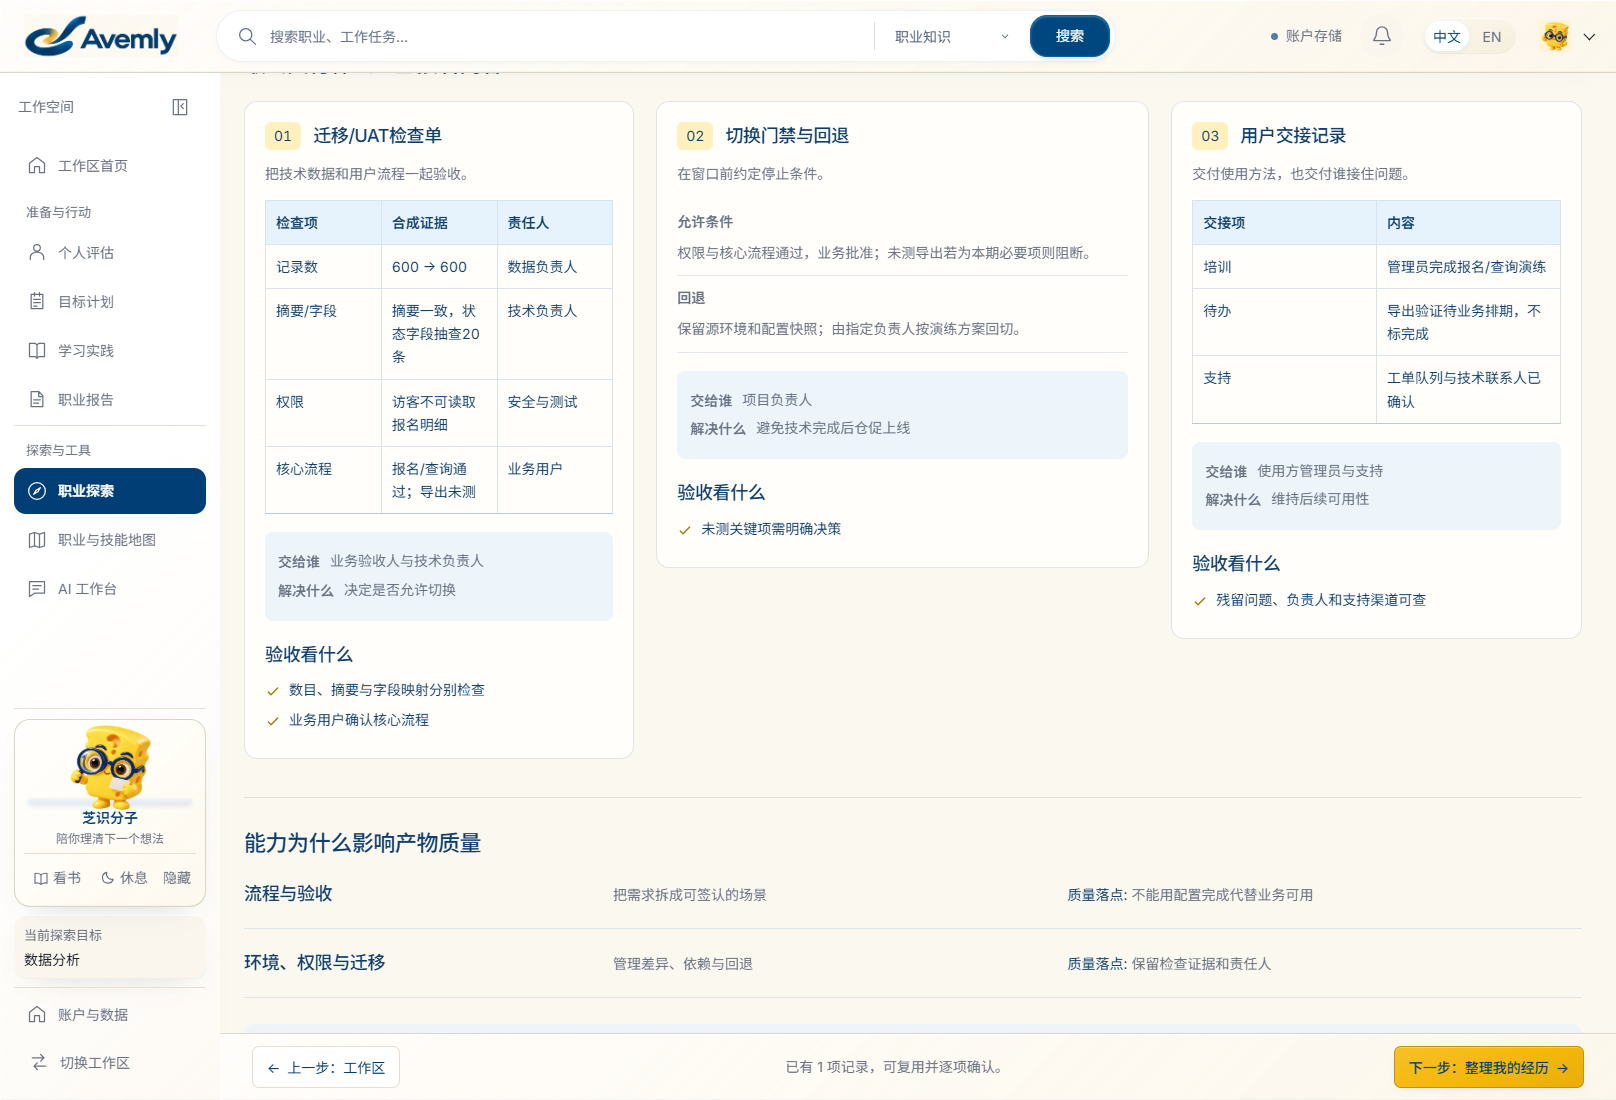 Avemly
搜索职业、工作任务...
职业知识
搜索
账户存储
中文
EN
工作空间
工作区首页
准备与行动
个人评估
目标计划
学习实践
职业报告
探索与工具
职业探索
职业与技能地图
AI 工作台
芝识分子
陪你理清下一个想法
看书
休息
隐藏
当前探索目标
数据分析
账户与数据
切换工作区
01 迁移/UAT检查单
把技术数据和用户流程一起验收。
检查项 合成证据 责任人
记录数 600 → 600 数据负责人
摘要/字段 摘要一致，状 技术负责人
态字段抽查20
条
权限 访客不可读取 安全与测试
报名明细
核心流程 报名/查询通 业务用户
过；导出未测
交给谁 业务验收人与技术负责人
解决什么 决定是否允许切换
验收看什么
数目、摘要与字段映射分别检查
业务用户确认核心流程
02 切换门禁与回退
在窗口前约定停止条件。
允许条件
权限与核心流程通过，业务批准；未测导出若为本期必要项则阻断。
回退
保留源环境和配置快照；由指定负责人按演练方案回切。
交给谁 项目负责人
解决什么 避免技术完成后仓促上线
验收看什么
未测关键项需明确决策
03 用户交接记录
交付使用方法，也交付谁接住问题。
交接项 内容
培训 管理员完成报名/查询演练
待办 导出验证待业务排期，不
标完成
支持 工单队列与技术联系人已
确认
交给谁 使用方管理员与支持
解决什么 维持后续可用性
验收看什么
残留问题、负责人和支持渠道可查
能力为什么影响产物质量
流程与验收 把需求拆成可签认的场景 质量落点: 不能用配置完成代替业务可用
环境、权限与迁移 管理差异、依赖与回退 质量落点: 保留检查证据和责任人
← 上一步：工作区
已有 1 项记录，可复用并逐项确认。
下一步：整理我的经历 →